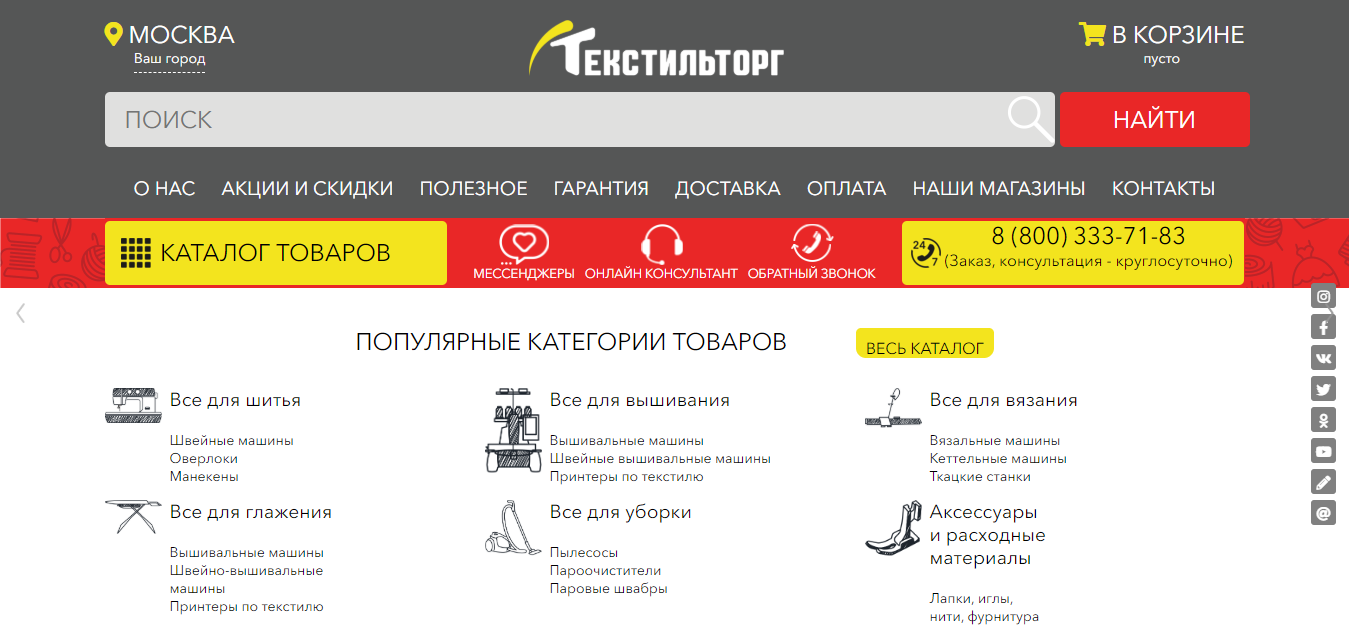 МОСКВА
Ваш город
ТЕКСТИЛЬТОРГ
В КОРЗИНЕ
пусто
ПОИСК
НАЙТИ
О НАС АКЦИИ И СКИДКИ ПОЛЕЗНОЕ ГАРАНТИЯ ДОСТАВКА ОПЛАТА НАШИ МАГАЗИНЫ КОНТАКТЫ
КАТАЛОГ ТОВАРОВ
МЕССЕНДЖЕРЫ ОНЛАЙН КОНСУЛЬТАНТ ОБРАТНЫЙ ЗВОНОК
24
7
8 (800) 333-71-83
(Заказ, консультация - круглосуточно)
ПОПУЛЯРНЫЕ КАТЕГОРИИ ТОВАРОВ
ВЕСЬ КАТАЛОГ
Все для шитья
Швейные машины
Оверлоки
Манекены
Все для вышивания
Вышивальные машины
Швейные вышивальные машины
Принтеры по текстилю
Все для вязания
Вязальные машины
Кеттельные машины
Ткацкие станки
Все для глажения
Вышивальные машины
Швейно-вышивальные
машины
Принтеры по текстилю
Все для уборки
Пылесосы
Пароочистители
Паровые швабры
Аксессуары
и расходные
материалы
Лапки, иглы,
нити, фурнитура